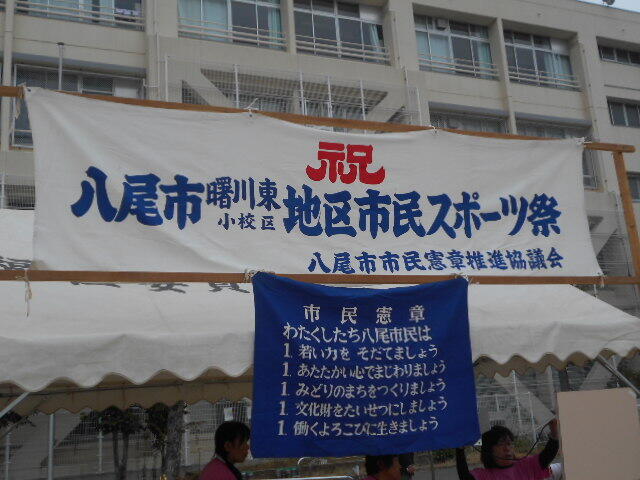 祝
八尾市曙川東小校区地区市民スポーツ祭
八尾市市民憲章推進協議会
市民憲章
わたくしたち八尾市民は
1. 若い力を そだてましょう
1. あたたかい心でまじわりましょう
1. みどりのまちをつくりましょう
1. 文化財をたいせつにしましょう
1. 働くよろこびに生きましょう